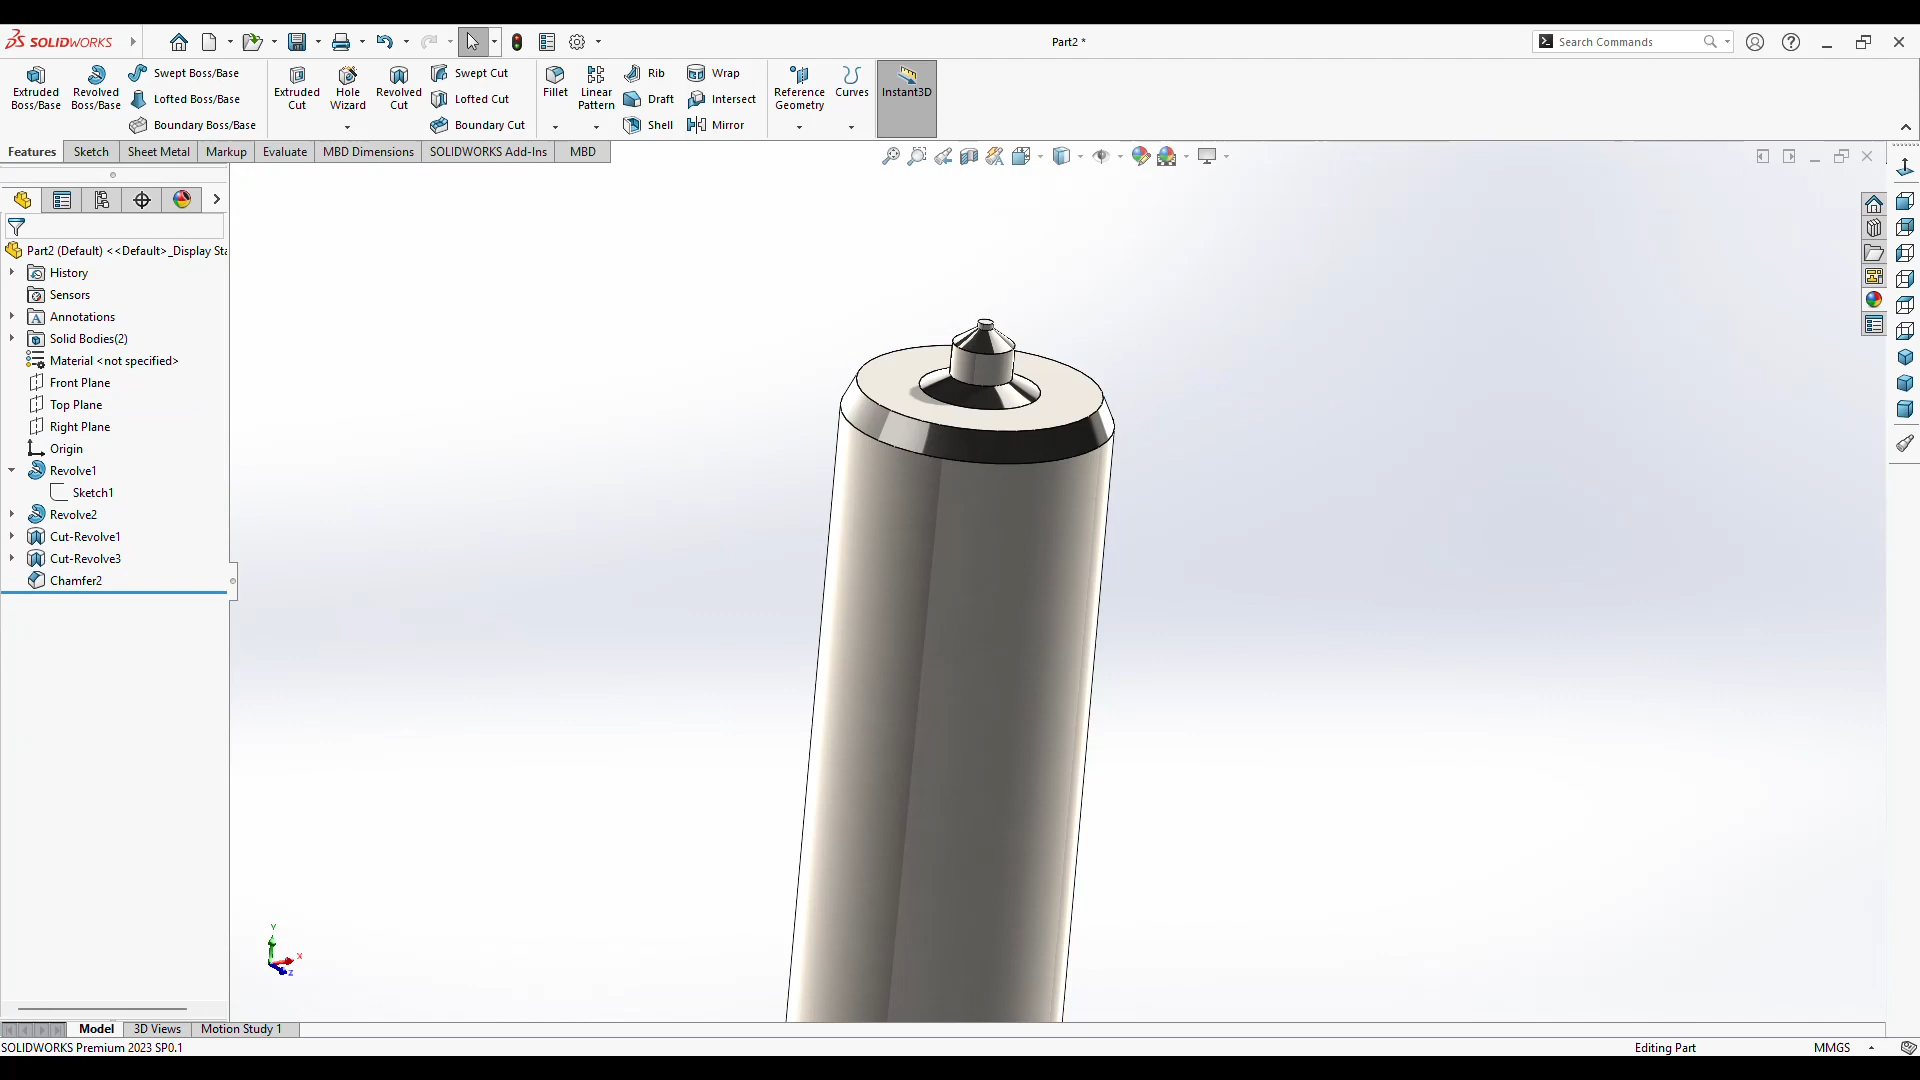 SOLIDWORKS
Part2 *
Search Commands
Extruded Boss/Base
Revolved Boss/Base
Swept Boss/Base
Lofted Boss/Base
Boundary Boss/Base
Extruded Cut
Hole Wizard
Revolved Cut
Swept Cut
Lofted Cut
Boundary Cut
Fillet
Linear Pattern
Rib
Draft
Shell
Wrap
Intersect
Mirror
Reference Geometry
Curves
Instant3D
Features
Sketch
Sheet Metal
Markup
Evaluate
MBD Dimensions
SOLIDWORKS Add-Ins
MBD
Part2 (Default) <<Default>_Display Sta
History
Sensors
Annotations
Solid Bodies(2)
Material <not specified>
Front Plane
Top Plane
Right Plane
Origin
Revolve1
Sketch1
Revolve2
Cut-Revolve1
Cut-Revolve3
Chamfer2
Y
X
Z
Model
3D Views
Motion Study 1
SOLIDWORKS Premium 2023 SP0.1
Editing Part
MMGS